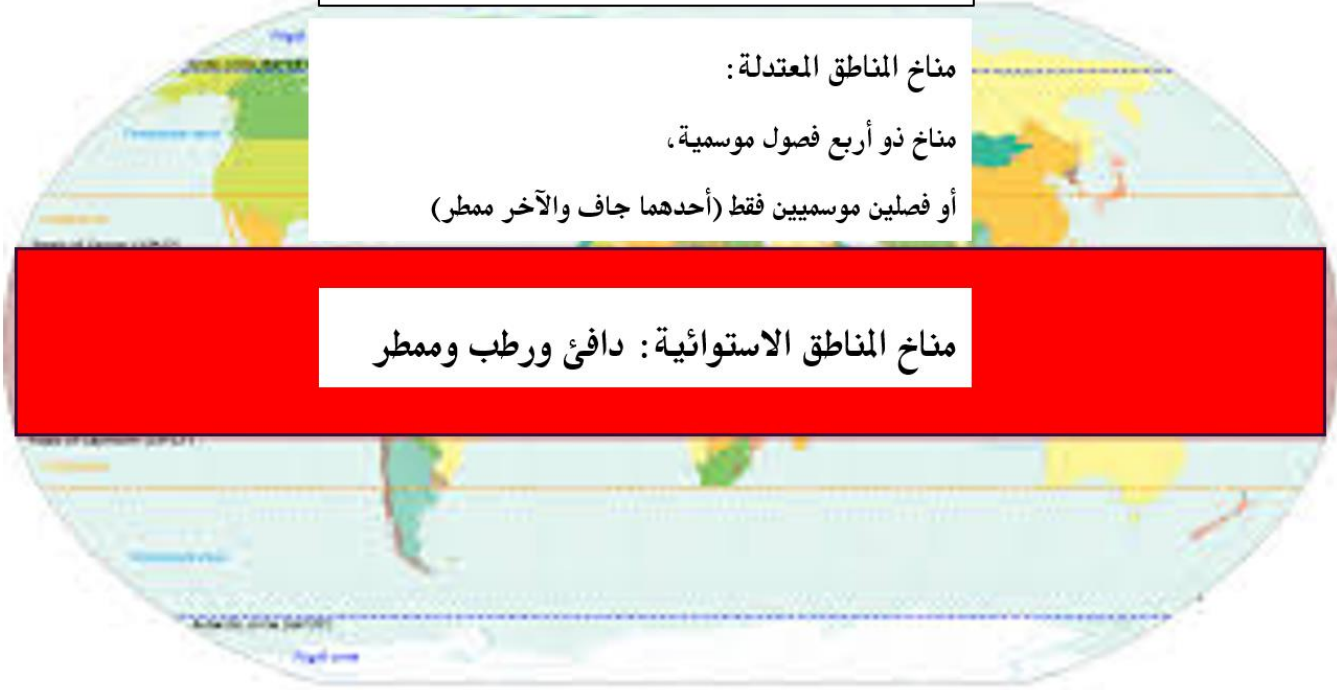 مناخ المناطق المعتدلة:
مناخ ذو أربع فصول موسمية،
أو فصلين موسميين فقط (أحدهما جاف والآخر ممطر)
مناخ المناطق الاستوائية: دافئ ورطب وممطر